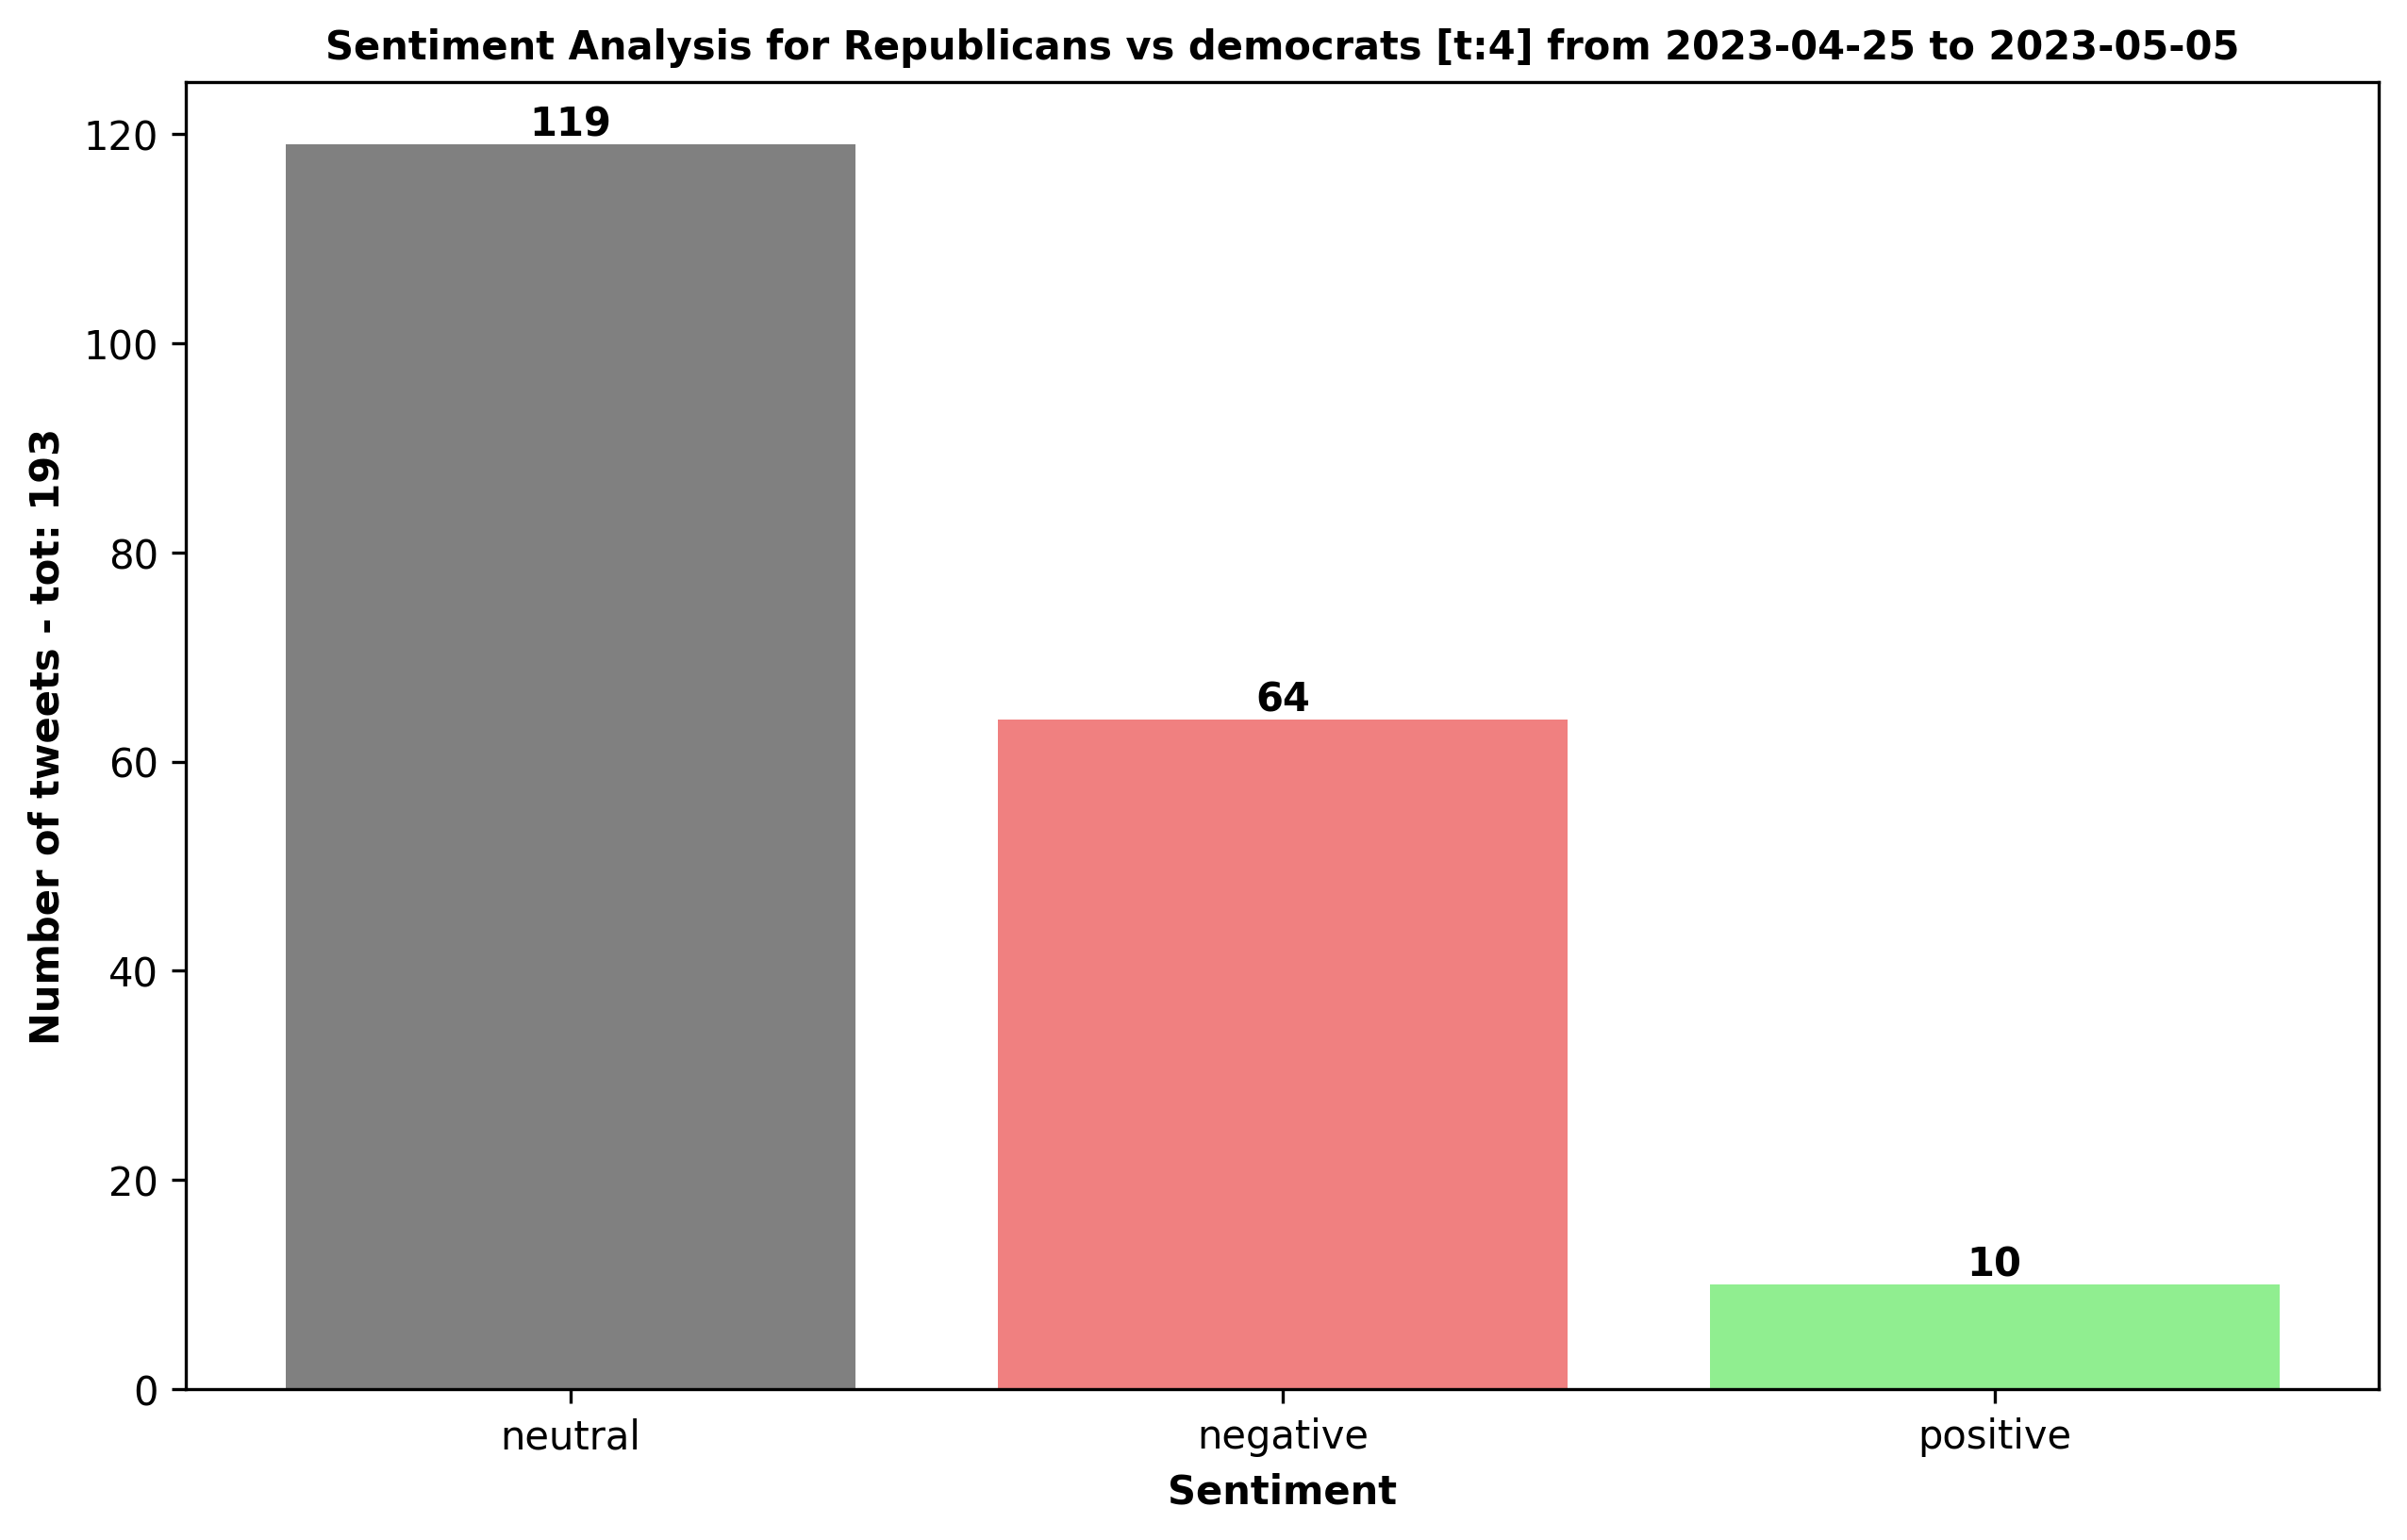 Sentiment Analysis for Republicans vs democrats [t:4] from 2023-04-25 to 2023-05-05
Number of tweets - tot: 193
120
100
80
60
40
20
0
119
64
10
neutral
negative
positive
Sentiment